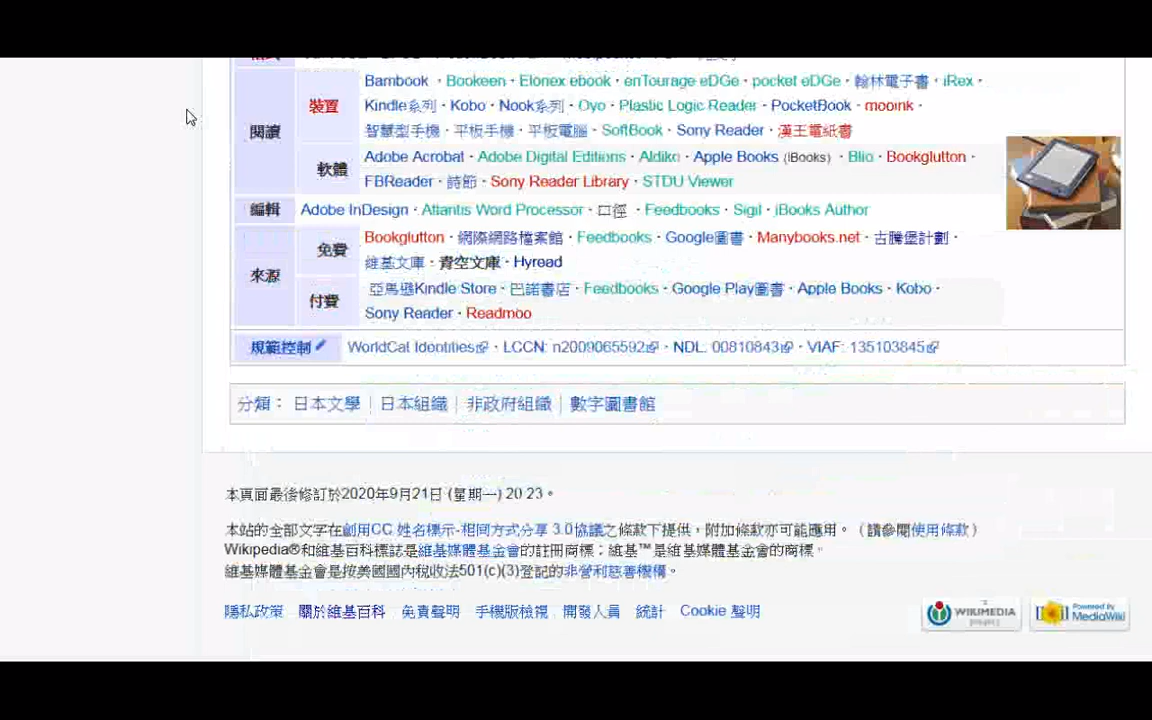 Bambook · Bookeen · Elonex ebook · enTourage eDGe · pocket eDGe · 翰林電子書 · iRex ·
閱讀 裝置 Kindle系列 · Kobo · Nook系列 · Oyo · Plastic Logic Reader · PocketBook · mooink ·
智慧型手機 · 平板手機 · 平板電腦 · SoftBook · Sony Reader · 漢王電紙書
軟體 Adobe Acrobat · Adobe Digital Editions · Aldiko · Apple Books (iBooks) · Blio · Bookglutton ·
FBReader · 詩節 · Sony Reader Library · STDU Viewer
編輯 Adobe InDesign · Atlantis Word Processor · 口徑 · Feedbooks · Sigil · iBooks Author
來源 免費 Bookglutton · 網際網路檔案館 · Feedbooks · Google圖書 · Manybooks.net · 古騰堡計劃 ·
維基文庫 · 青空文庫 · Hyread
付費 亞馬遜Kindle Store · 巴諾書店 · Feedbooks · Google Play圖書 · Apple Books · Kobo ·
Sony Reader · Readmoo
規範控制 WorldCat Identities · LCCN: n2009065592 · NDL: 00810843 · VIAF: 135103845
分類： 日本文學 | 日本組織 | 非政府組織 | 數字圖書館
本頁面最後修訂於2020年9月21日 (星期一) 20:23。
本站的全部文字在創用CC 姓名標示-相同方式分享 3.0協議之條款下提供，附加條款亦可能應用。（請參閱使用條款）
Wikipedia®和維基百科標誌是維基媒體基金會的註冊商標；維基™是維基媒體基金會的商標。
維基媒體基金會是按美國國內稅收法501(c)(3)登記的非營利慈善機構。
隱私政策 關於維基百科 免責聲明 手機版檢視 開發人員 統計 Cookie 聲明
WIKIMEDIA
Powered By
MediaWiki